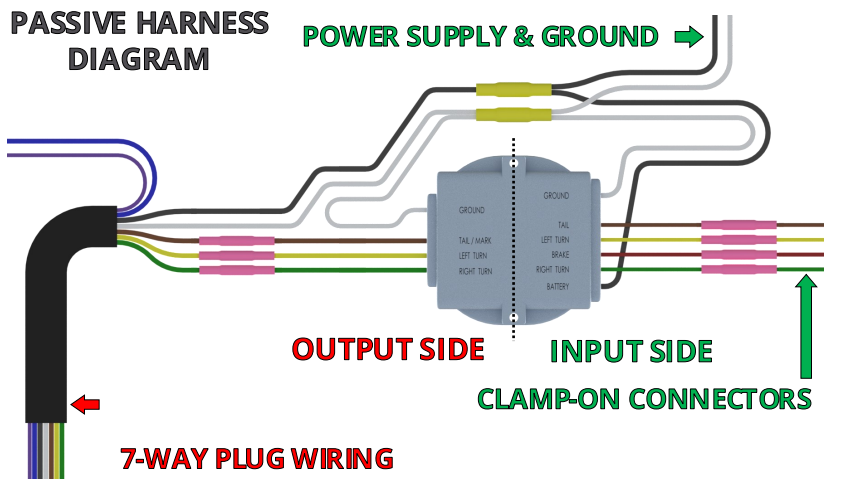 PASSIVE HARNESS
DIAGRAM
POWER SUPPLY & GROUND
GROUND
TAIL / MARK
LEFT TURN
RIGHT TURN
GROUND
TAIL
LEFT TURN
BRAKE
RIGHT TURN
BATTERY
OUTPUT SIDE
INPUT SIDE
CLAMP-ON CONNECTORS
7-WAY PLUG WIRING